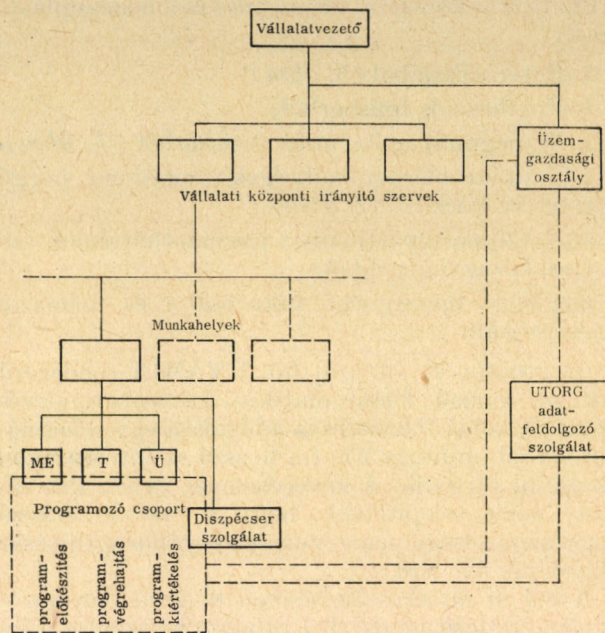 Vállalatvezető
Üzem-
gazdasági
osztály
Vállalati központi irányító szervek
Munkahelyek
UTORG
adat-
feldolgozó
szolgálat
ME
T
Ü
Programozó csoport
Diszpécser
szolgálat
program-
előkészítés
program-
végrehajtás
program-
kiértékelés